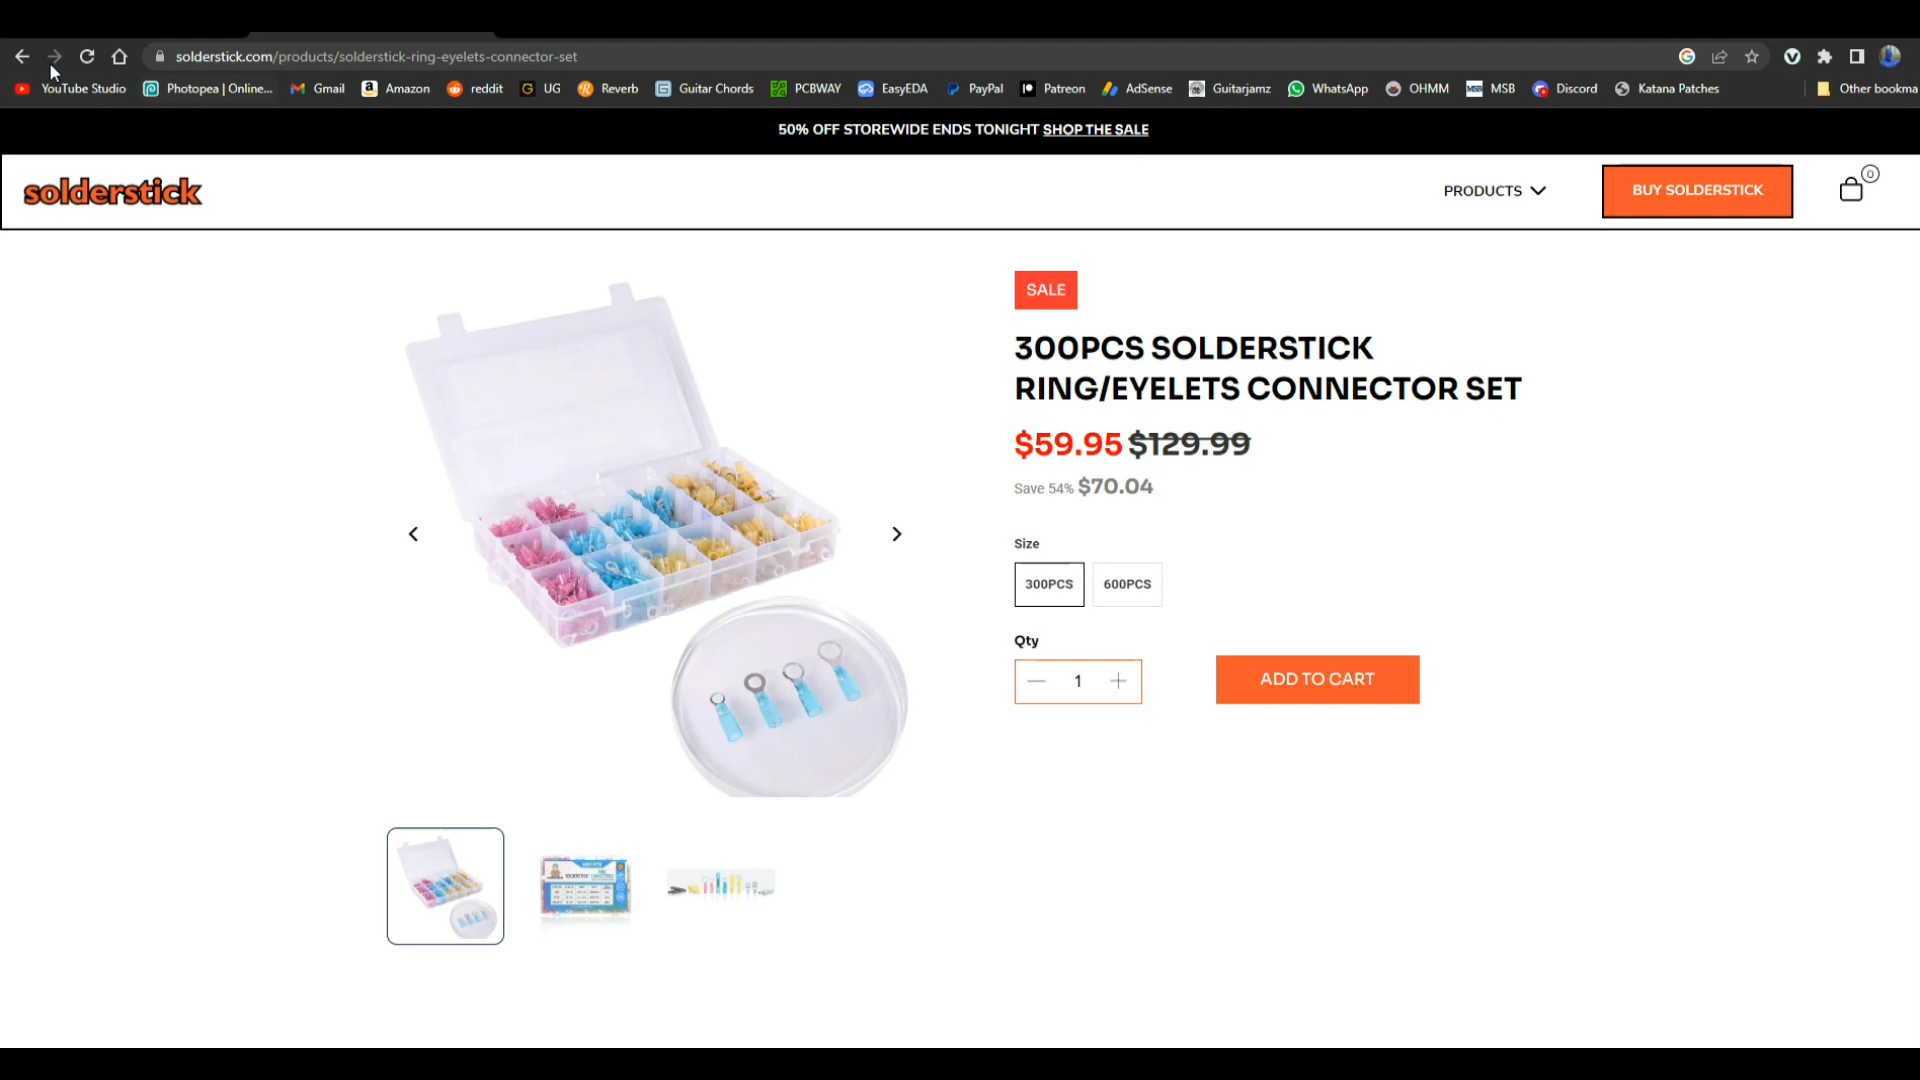 solderstick.com/products/solderstick-ring-eyelets-connector-set
YouTube Studio Photopea | Online... Gmail Amazon reddit UG Reverb Guitar Chords PCBWAY EasyEDA PayPal Patreon AdSense Guitarjamz WhatsApp OHMM MSB Discord Katana Patches Other bookma
50% OFF STOREWIDE ENDS TONIGHT SHOP THE SALE
solderstick
PRODUCTS
BUY SOLDERSTICK
0
SALE
300PCS SOLDERSTICK
RING/EYELETS CONNECTOR SET
$59.95 $129.99
Save 54% $70.04
Size
300PCS 600PCS
Qty
1
ADD TO CART
SOLDERSTICK